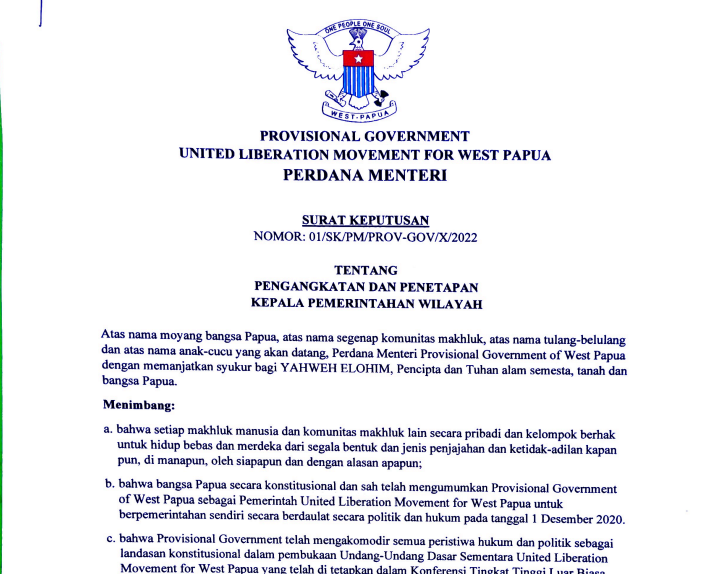 ONE PEOPLE ONE SOUL
WEST-PAPUA
PROVISIONAL GOVERNMENT
UNITED LIBERATION MOVEMENT FOR WEST PAPUA
PERDANA MENTERI
SURAT KEPUTUSAN
NOMOR: 01/SK/PM/PROV-GOV/X/2022
TENTANG
PENGANGKATAN DAN PENETAPAN
KEPALA PEMERINTAHAN WILAYAH
Atas nama moyang bangsa Papua, atas nama segenap komunitas makhluk, atas nama tulang-belulang
dan atas nama anak-cucu yang akan datang, Perdana Menteri Provisional Government of West Papua
dengan memanjatkan syukur bagi YAHWEH ELOHIM, Pencipta dan Tuhan alam semesta, tanah dan
bangsa Papua.
Menimbang:
a. bahwa setiap makhluk manusia dan komunitas makhluk lain secara pribadi dan kelompok berhak
untuk hidup bebas dan merdeka dari segala bentuk dan jenis penjajahan dan ketidak-adilan kapan
pun, di manapun, oleh siapapun dan dengan alasan apapun;
b. bahwa bangsa Papua secara konstitusional dan sah telah mengumumkan Provisional Government
of West Papua sebagai Pemerintah United Liberation Movement for West Papua untuk
berpemerintahan sendiri secara berdaulat secara politik dan hukum pada tanggal 1 Desember 2020.
c. bahwa Provisional Government telah mengakomodir semua peristiwa hukum dan politik sebagai
landasan konstitusional dalam pembukaan Undang-Undang Dasar Sementara United Liberation
Movement for West Papua yang telah di tetapkan dalam Konferensi Tingkat Tinggi Luar Biasa